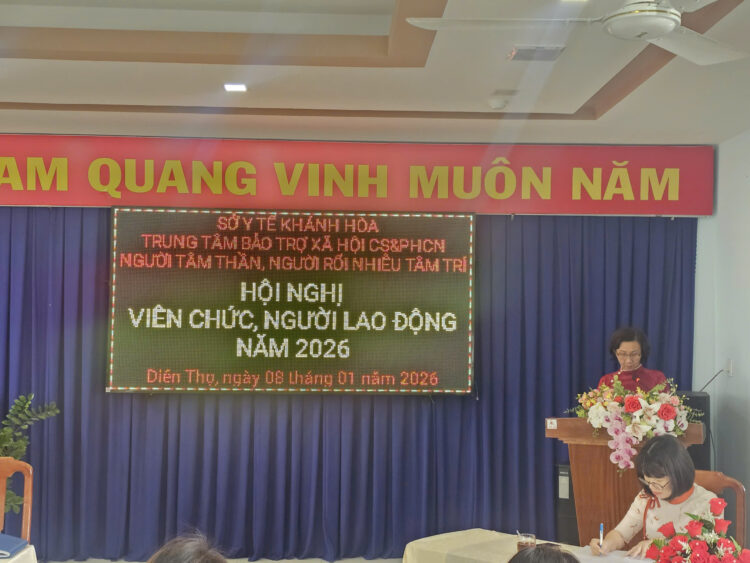 AM QUANG VINH MUÔN NĂM
SỞ Y TẾ KHÁNH HÒA
TRUNG TÂM BẢO TRỢ XÃ HỘI CS&PHCN
NGƯỜI TÂM THẦN, NGƯỜI RỐI NHIỄU TÂM TRÍ
HỘI NGHỊ
VIÊN CHỨC, NGƯỜI LAO ĐỘNG
NĂM 2026
Diên Thọ, ngày 08 tháng 01 năm 2026